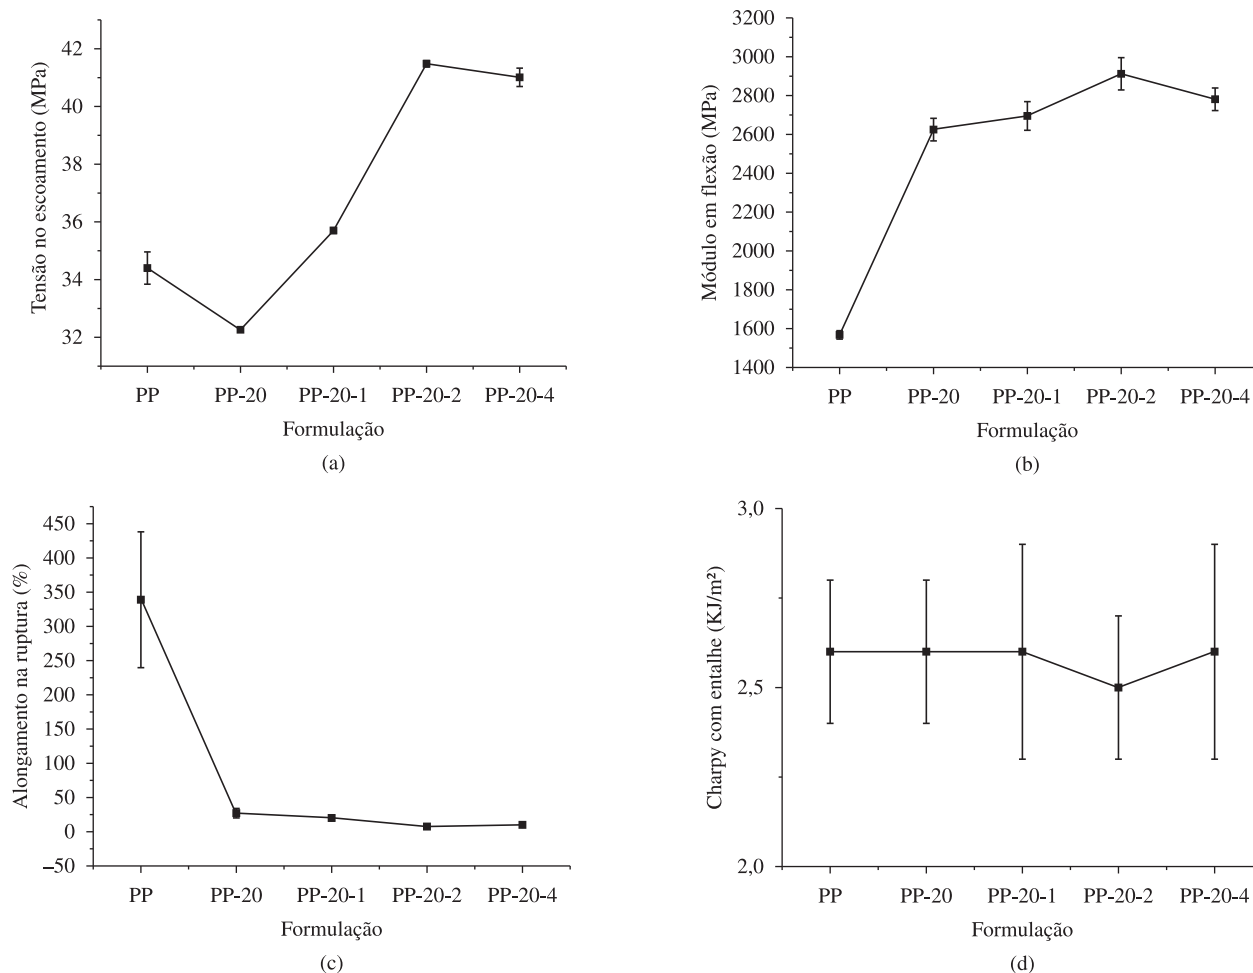 Tensão no escoamento (MPa)
42
40
38
36
34
32
PP PP-20 PP-20-1 PP-20-2 PP-20-4
Formulação
(a)
Módulo em flexão (MPa)
3200
3000
2800
2600
2400
2200
2000
1800
1600
1400
PP PP-20 PP-20-1 PP-20-2 PP-20-4
Formulação
(b)
Alongamento na ruptura (%)
450
400
350
300
250
200
150
100
50
0
–50
PP PP-20 PP-20-1 PP-20-2 PP-20-4
Formulação
(c)
Charpy com entalhe (KJ/m²)
3,0
2,5
2,0
PP PP-20 PP-20-1 PP-20-2 PP-20-4
Formulação
(d)